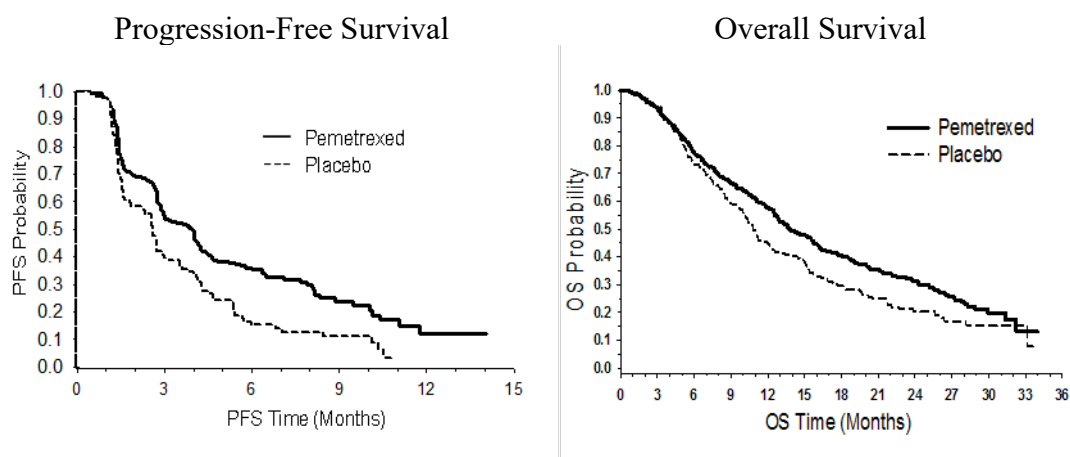 Progression-Free Survival
Overall Survival
1.0
0.9
0.8
0.7
0.6
0.5
0.4
0.3
0.2
0.1
0.0
PFS Probability
Pemetrexed
Placebo
0 3 6 9 12 15
PFS Time (Months)
1.0
0.9
0.8
0.7
0.6
0.5
0.4
0.3
0.2
0.1
0.0
OS Probability
Pemetrexed
Placebo
0 3 6 9 12 15 18 21 24 27 30 33 36
OS Time (Months)